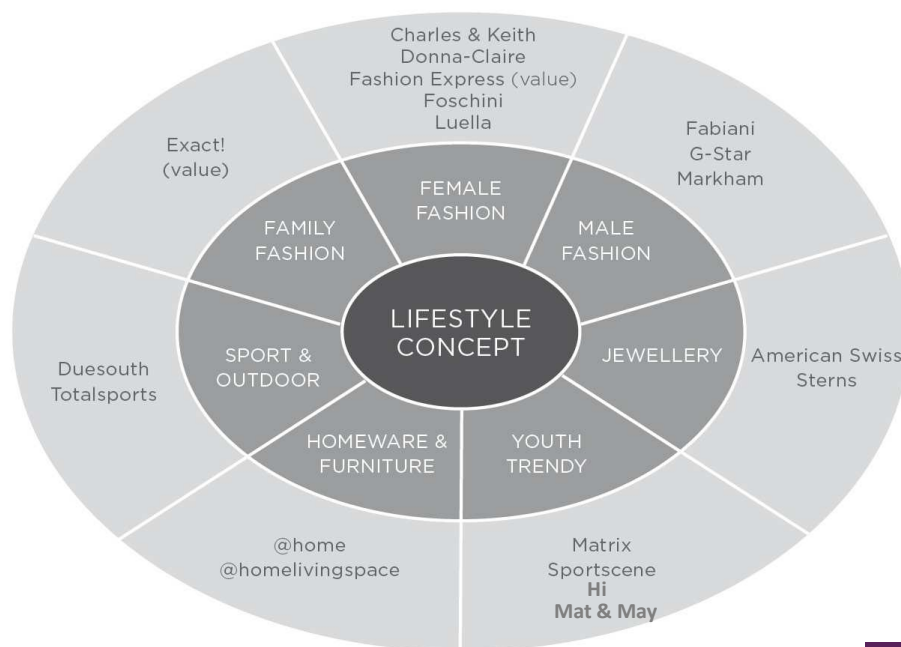 Charles & Keith
Donna-Claire
Fashion Express (value)
Foschini
Luella
Exact!
(value)
Fabiani
G-Star
Markham
FEMALE
FASHION
FAMILY
FASHION
MALE
FASHION
LIFESTYLE
CONCEPT
Duesouth
Totalsports
SPORT &
OUTDOOR
JEWELLERY
American Swiss
Sterns
HOMEWARE &
FURNITURE
YOUTH
TRENDY
@home
@homelivingspace
Matrix
Sportscene
Hi
Mat & May